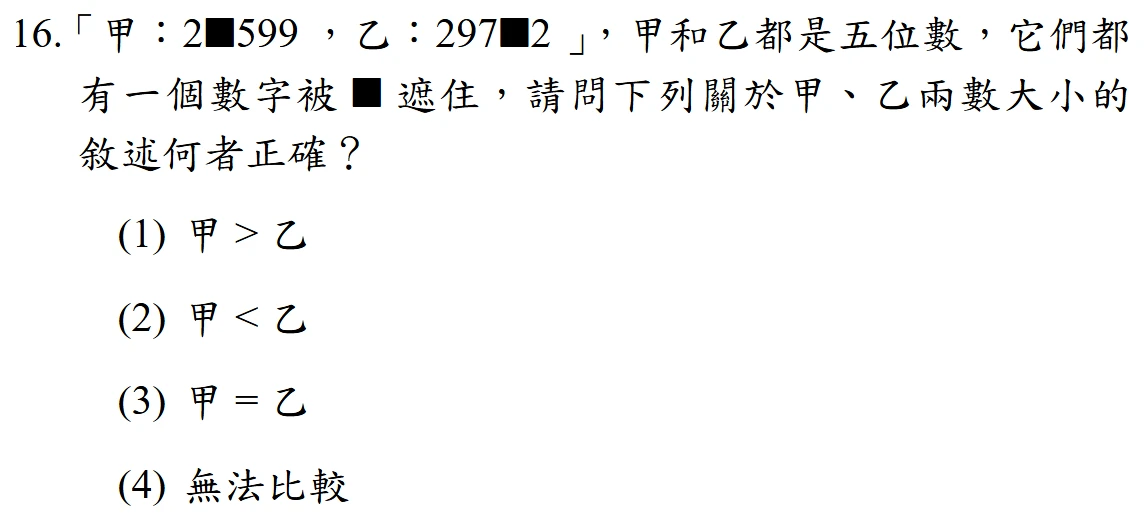 16.「甲：2■599 ，乙：297■2 」，甲和乙都是五位數，它們都
有一個數字被 ■ 遮住，請問下列關於甲、乙兩數大小的
敘述何者正確？
(1) 甲 > 乙
(2) 甲 < 乙
(3) 甲 = 乙
(4) 無法比較